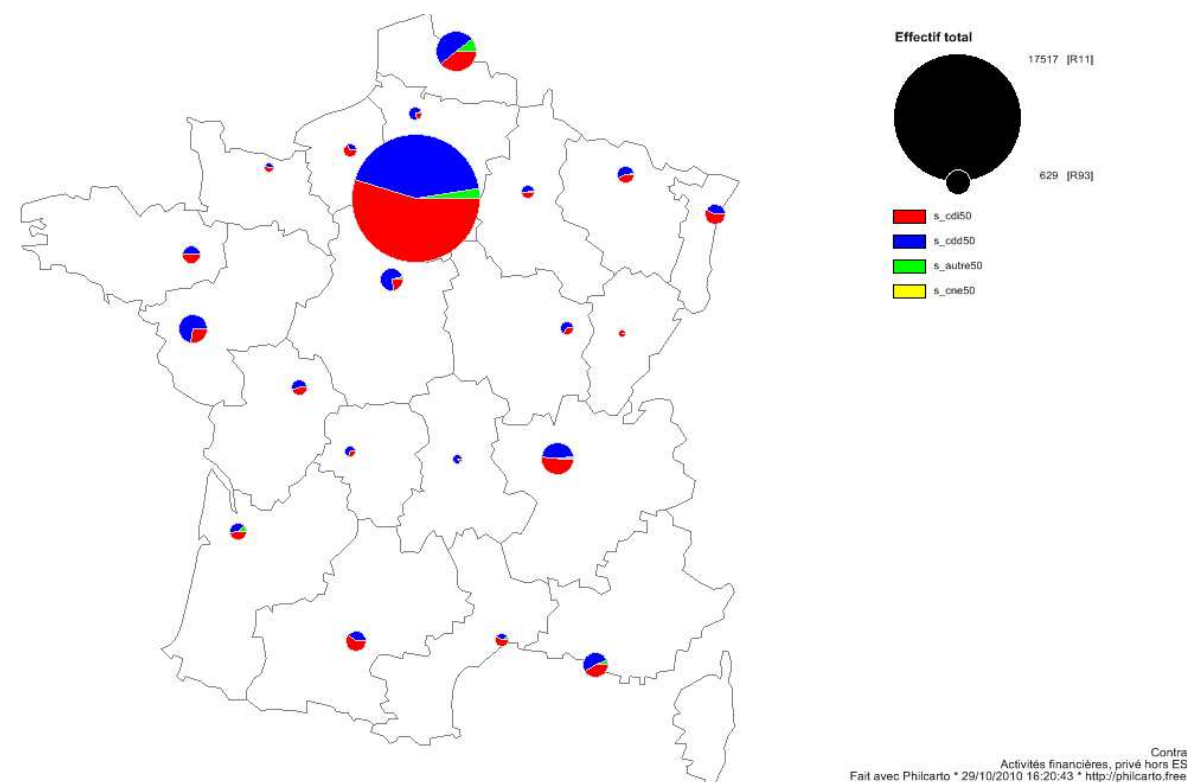 Effectif total
17517 [R11]
629 [R93]
s_cdi50
s_cdd50
s_autre50
s_cne50
Contra
Activités financières, privé hors ES
Fait avec Philcarto * 29/10/2010 16:20:43 * http://philcarto.free